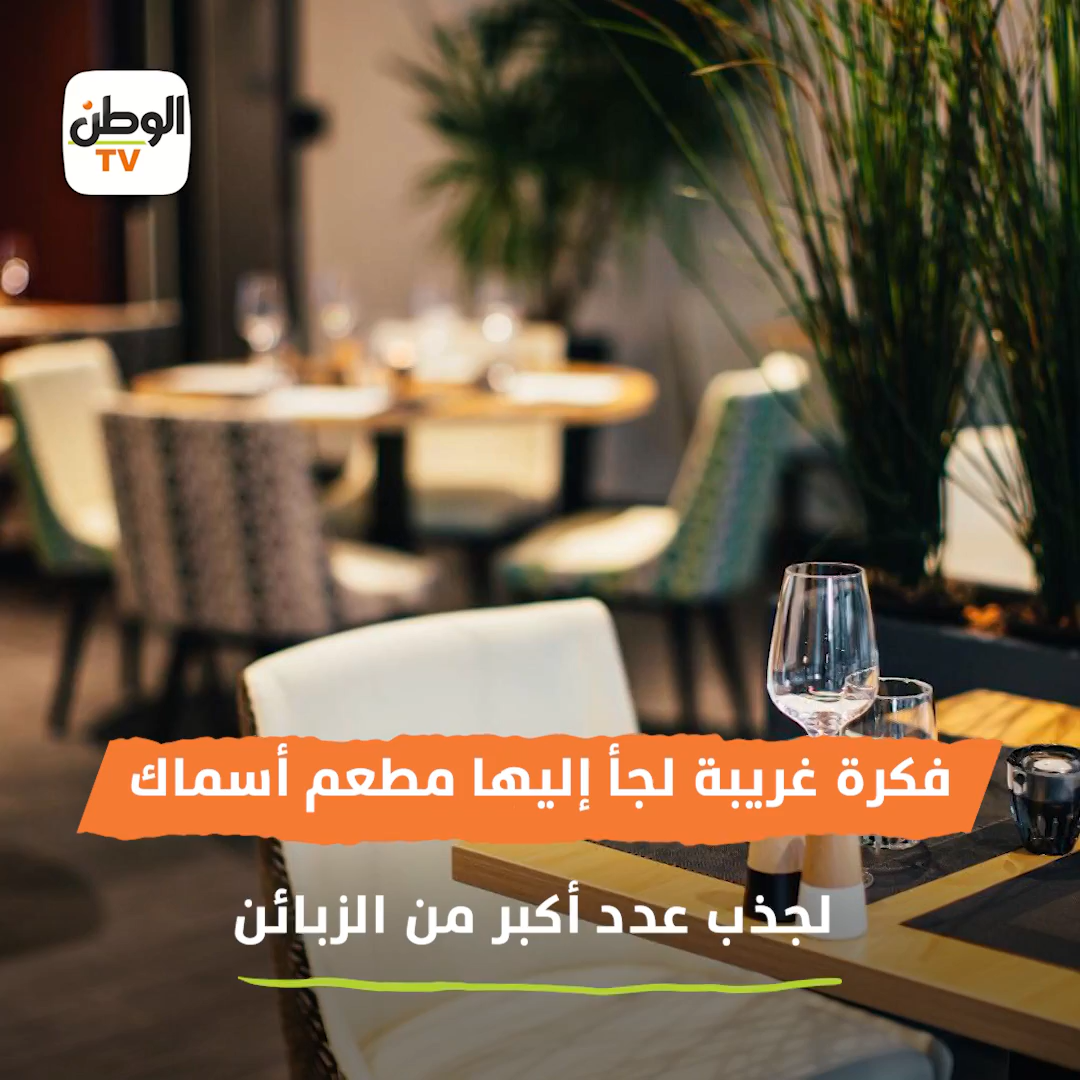 الوطن
TV
فكرة غريبة لجأ إليها مطعم أسماك
لجذب عدد أكبر من الزبائن